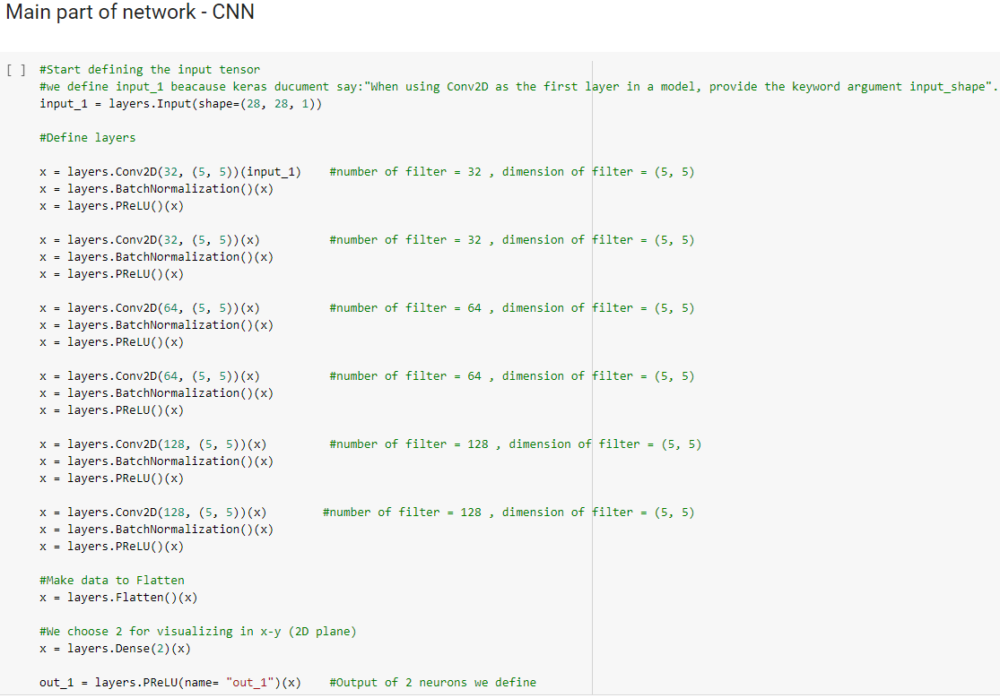 Main part of network - CNN
[ ] #Start defining the input tensor
#we define input_1 beacause keras ducument say:"When using Conv2D as the first layer in a model, provide the keyword argument input_shape".
input_1 = layers.Input(shape=(28, 28, 1))
#Define layers
x = layers.Conv2D(32, (5, 5))(input_1)    #number of filter = 32 , dimension of filter = (5, 5)
x = layers.BatchNormalization()(x)
x = layers.PReLU()(x)
x = layers.Conv2D(32, (5, 5))(x)          #number of filter = 32 , dimension of filter = (5, 5)
x = layers.BatchNormalization()(x)
x = layers.PReLU()(x)
x = layers.Conv2D(64, (5, 5))(x)          #number of filter = 64 , dimension of filter = (5, 5)
x = layers.BatchNormalization()(x)
x = layers.PReLU()(x)
x = layers.Conv2D(64, (5, 5))(x)          #number of filter = 64 , dimension of filter = (5, 5)
x = layers.BatchNormalization()(x)
x = layers.PReLU()(x)
x = layers.Conv2D(128, (5, 5))(x)         #number of filter = 128 , dimension of filter = (5, 5)
x = layers.BatchNormalization()(x)
x = layers.PReLU()(x)
x = layers.Conv2D(128, (5, 5))(x)        #number of filter = 128 , dimension of filter = (5, 5)
x = layers.BatchNormalization()(x)
x = layers.PReLU()(x)
#Make data to Flatten
x = layers.Flatten()(x)
#We choose 2 for visualizing in x-y (2D plane)
x = layers.Dense(2)(x)
out_1 = layers.PReLU(name= "out_1")(x)    #Output of 2 neurons we define